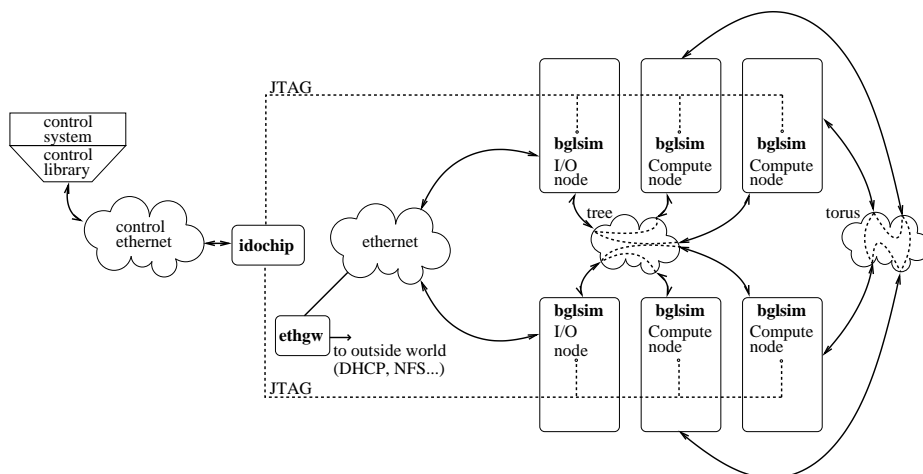 JTAG
control
system
control
library
control
ethernet
idochip
ethernet
ethgw
to outside world
(DHCP, NFS...)
JTAG
bglsim
I/O
node
bglsim
Compute
node
bglsim
Compute
node
tree
torus
bglsim
I/O
node
bglsim
Compute
node
bglsim
Compute
node